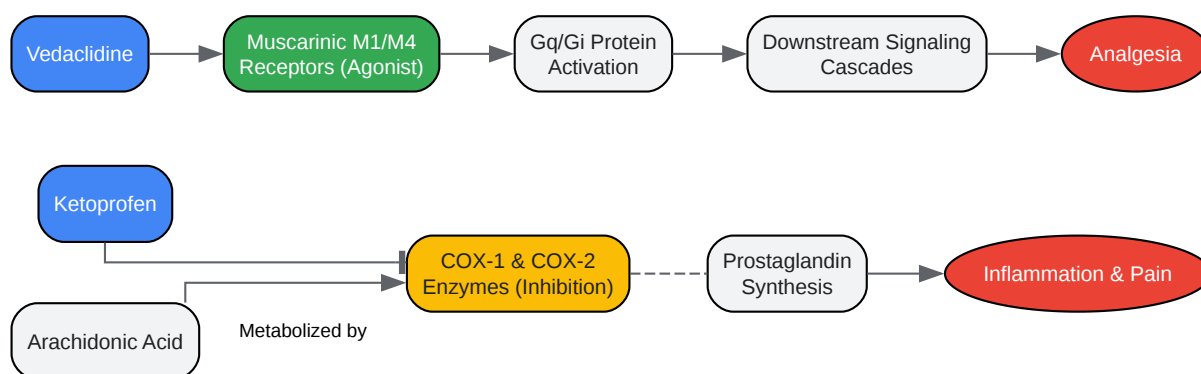 Vedaclidine
Muscarinic M1/M4
Receptors (Agonist)
Gq/Gi Protein
Activation
Downstream Signaling
Cascades
Analgesia
Ketoprofen
COX-1 & COX-2
Enzymes (Inhibition)
Prostaglandin
Synthesis
Inflammation & Pain
Metabolized by
Arachidonic Acid